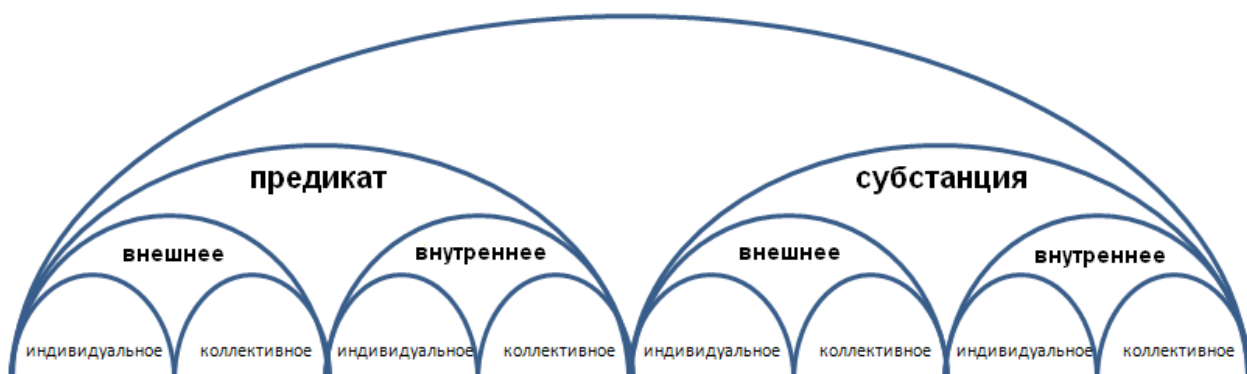 предикат субстанция
внешнее внутреннее внешнее внутреннее
индивидуальное коллективное индивидуальное коллективное индивидуальное коллективное индивидуальное коллективное